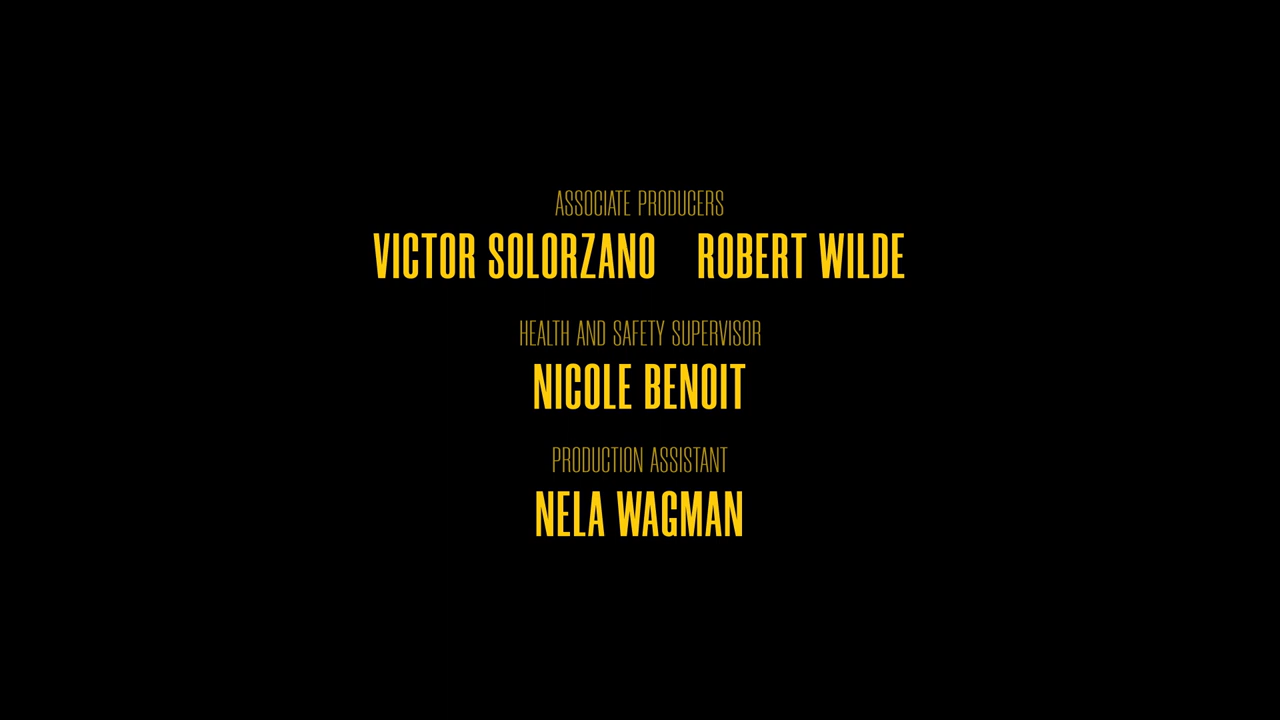 ASSOCIATE PRODUCERS
VICTOR SOLORZANO ROBERT WILDE
HEALTH AND SAFETY SUPERVISOR
NICOLE BENOIT
PRODUCTION ASSISTANT
NELA WAGMAN